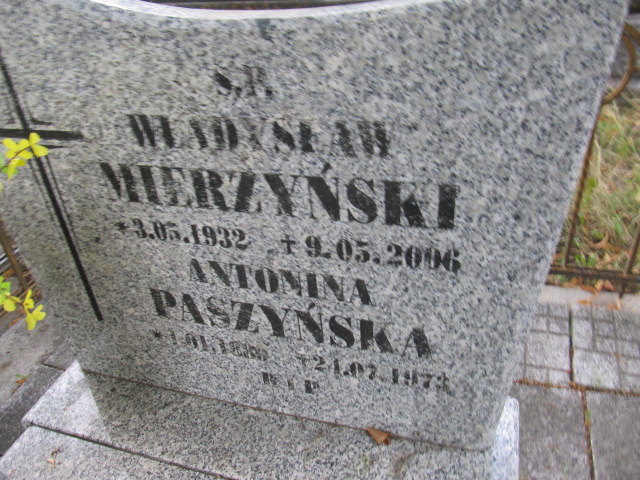 Ś.P.
WŁADYSŁAW
MIERZYŃSKI
*3.05.1932 +9.05.2006
ANTONINA
PASZYŃSKA
+24.07.1973
R I P